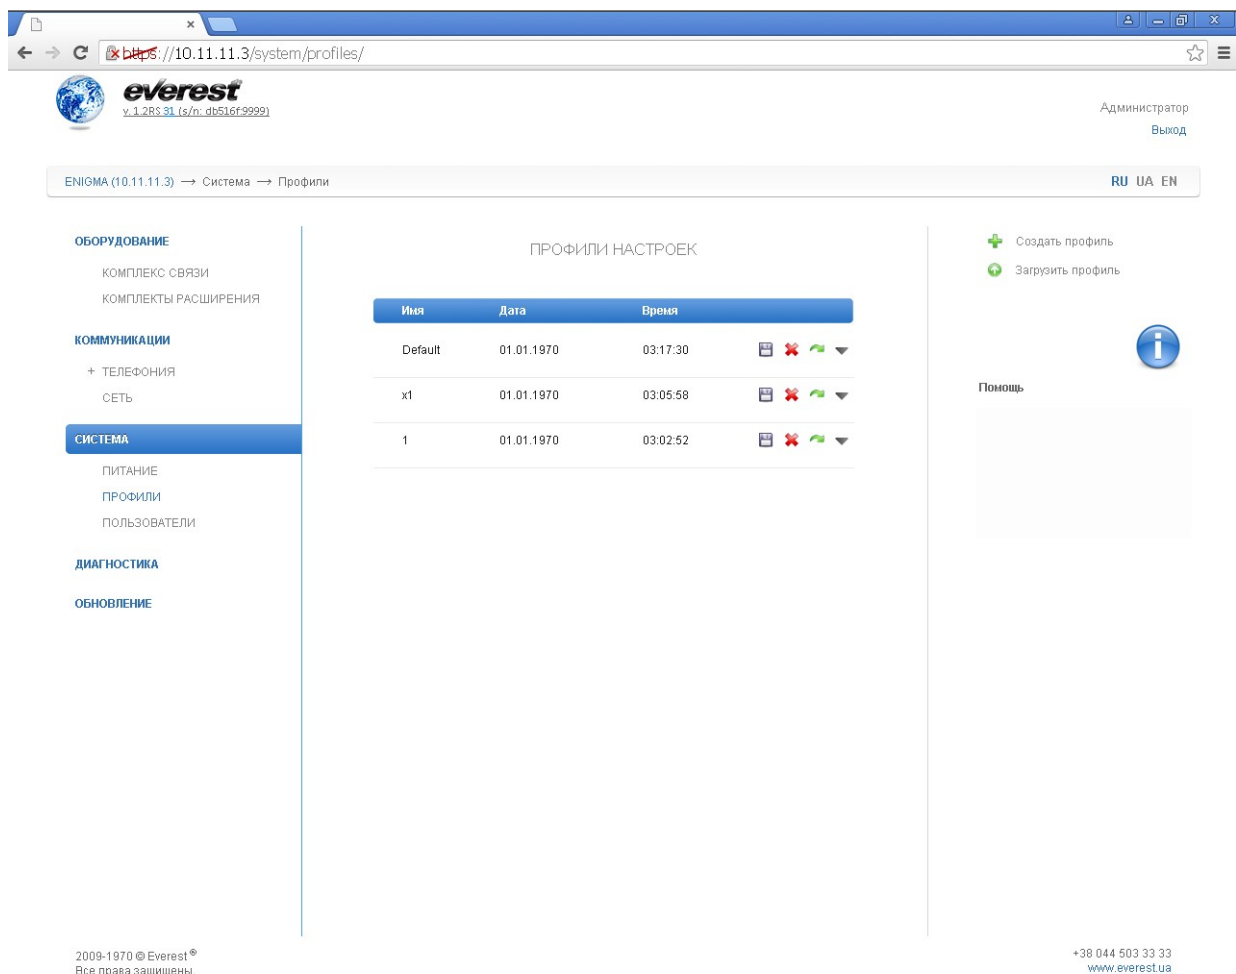 https://10.11.11.3/system/profiles/
everest
v. 1.2RS 31 (s/n: db516f:9999)
Администратор
Выход
ENIGMA (10.11.11.3) → Система → Профили
RU UA EN
ОБОРУДОВАНИЕ
КОМПЛЕКС СВЯЗИ
КОМПЛЕКТЫ РАСШИРЕНИЯ
КОММУНИКАЦИИ
+ ТЕЛЕФОНИЯ
СЕТЬ
СИСТЕМА
ПИТАНИЕ
ПРОФИЛИ
ПОЛЬЗОВАТЕЛИ
ДИАГНОСТИКА
ОБНОВЛЕНИЕ
ПРОФИЛИ НАСТРОЕК
Имя Дата Время
Default 01.01.1970 03:17:30
x1 01.01.1970 03:05:58
1 01.01.1970 03:02:52
Создать профиль
Загрузить профиль
Помощь
2009-1970 © Everest ®
Все права защищены.
+38 044 503 33 33
www.everest.ua